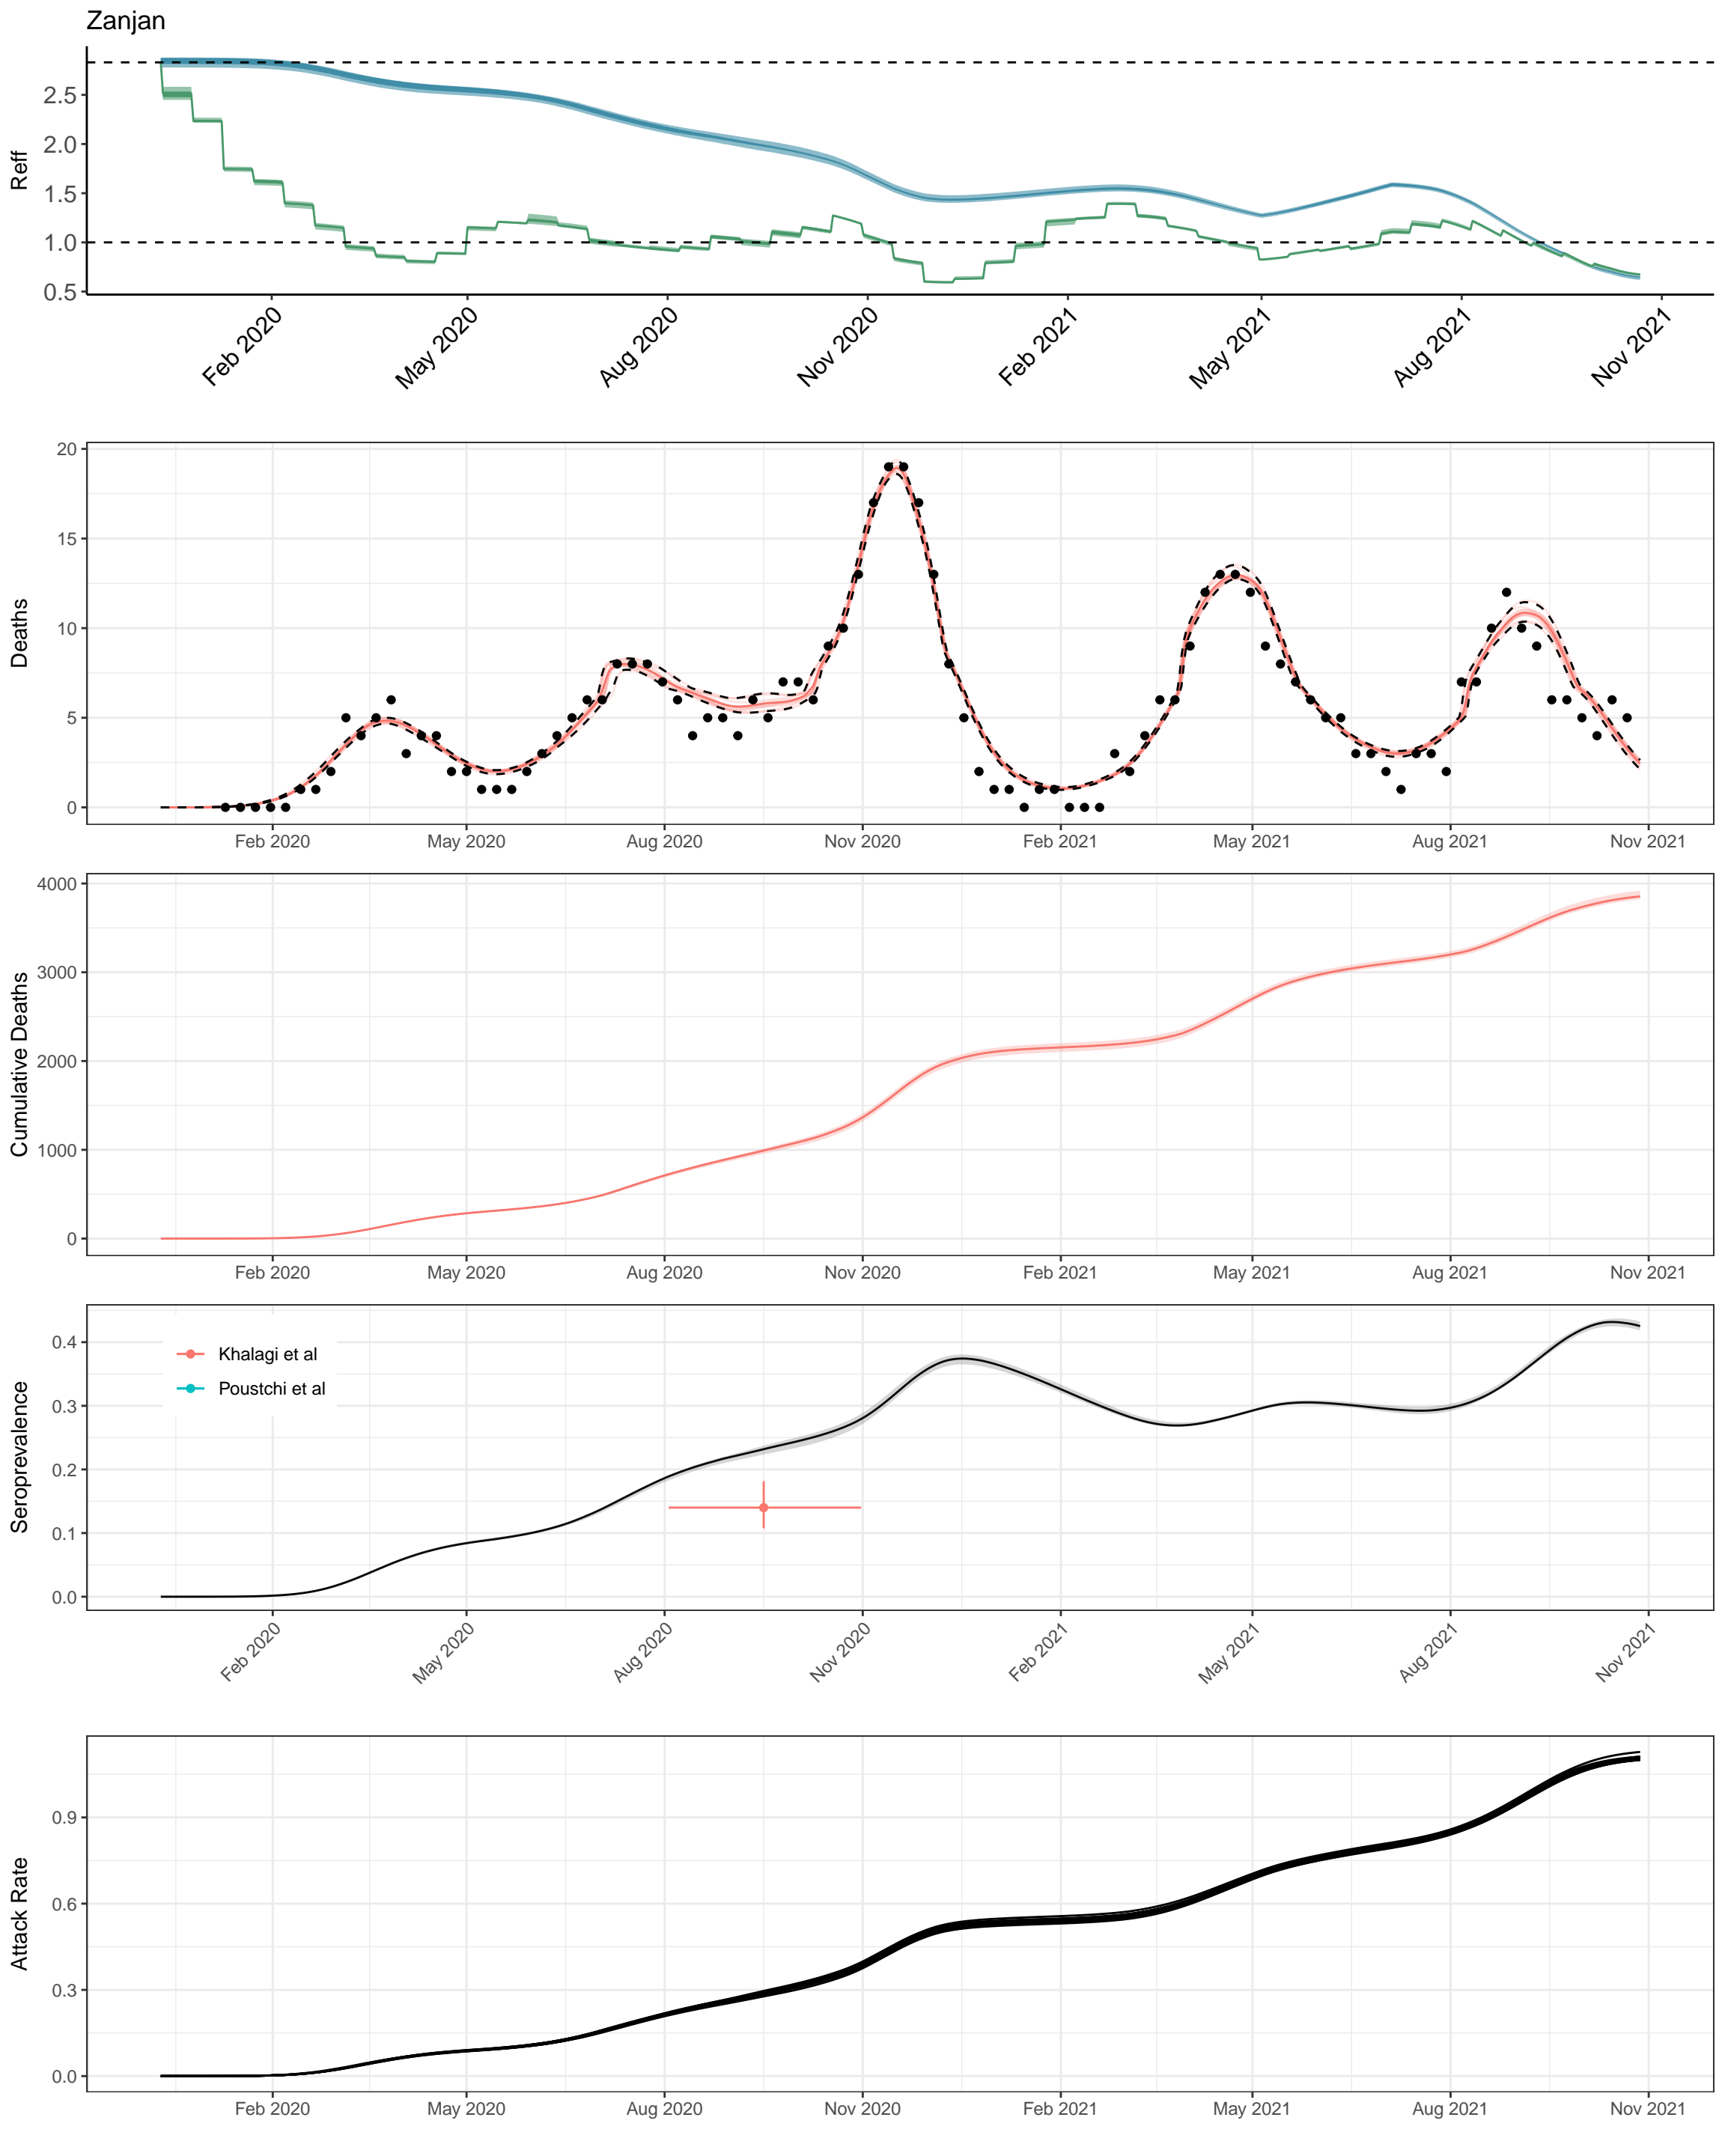 Zanjan
Reff
2.5
2.0
1.5
1.0
0.5
Feb 2020
May 2020
Aug 2020
Nov 2020
Feb 2021
May 2021
Aug 2021
Nov 2021
Deaths
20
15
10
5
0
Feb 2020
May 2020
Aug 2020
Nov 2020
Feb 2021
May 2021
Aug 2021
Nov 2021
Cumulative Deaths
4000
3000
2000
1000
0
Feb 2020
May 2020
Aug 2020
Nov 2020
Feb 2021
May 2021
Aug 2021
Nov 2021
Seroprevalence
0.4
0.3
0.2
0.1
0.0
Khalagi et al
Poustchi et al
Feb 2020
May 2020
Aug 2020
Nov 2020
Feb 2021
May 2021
Aug 2021
Nov 2021
Attack Rate
0.9
0.6
0.3
0.0
Feb 2020
May 2020
Aug 2020
Nov 2020
Feb 2021
May 2021
Aug 2021
Nov 2021